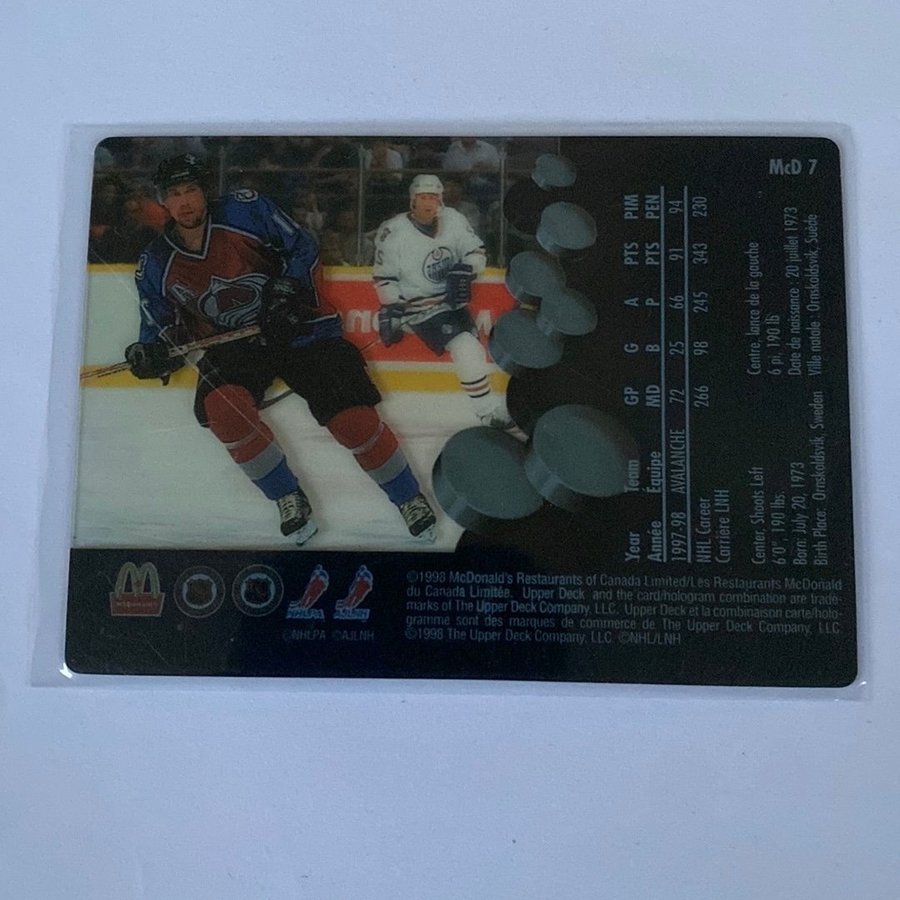 McD 7
Year Team GP G A PTS PIM
Année Équipe MD B P PTS PEN
1997-98 AVALANCHE 72 25 66 91 94
NHL Career 266 98 245 343 230
Carrière LNH
Center, Shoots Left
6'0" 190 lbs.
Born: July 20, 1973
Birth Place: Ornskoldsvik, Sweden
Centre, lance de la gauche
6 pi, 190 lb
Date de naissance : 20 juillet 1973
Ville natale : Ornskoldsvik, Suède
©1998 McDonald's Restaurants of Canada Limited/Les Restaurants McDonald
du Canada Limitée. Upper Deck and the card/hologram combination are trade-
marks of The Upper Deck Company, LLC. Upper Deck et la combinaison carte/holo-
gramme sont des marques de commerce de The Upper Deck Company, LLC
©1998 The Upper Deck Company, LLC. ©NHL/LNH
NHLPA AJLNH
©NHLPA ©AJLNH